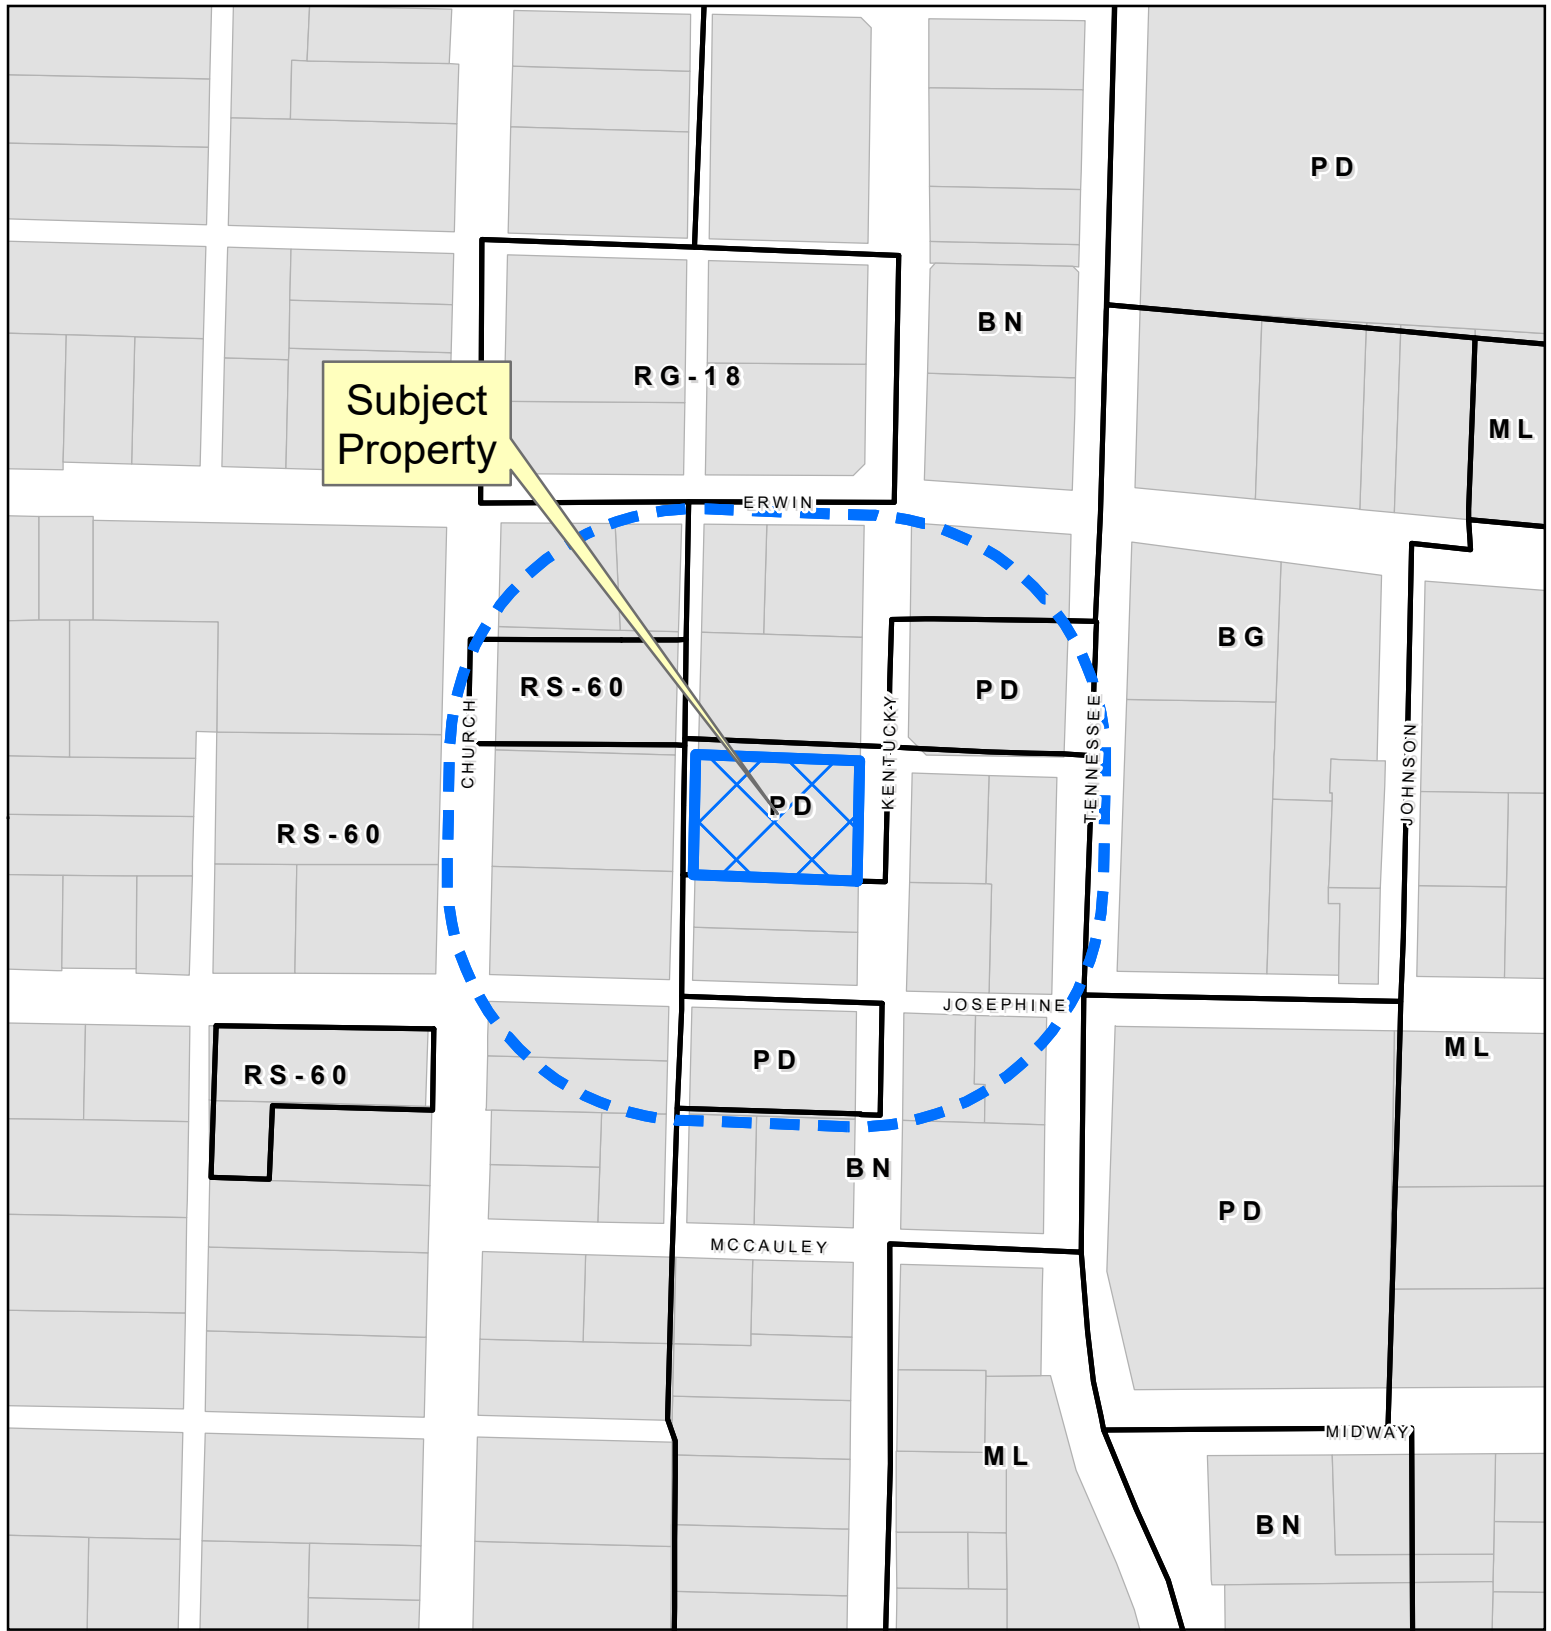 PD
BN
RG-18
Subject
Property
ML
ERWIN
BG
RS-60
PD
CHURCH
KENTUCKY
TENNESSEE
JOHNSON
PD
RS-60
JOSEPHINE
ML
PD
RS-60
BN
PD
MCCAULEY
MIDWAY
ML
BN